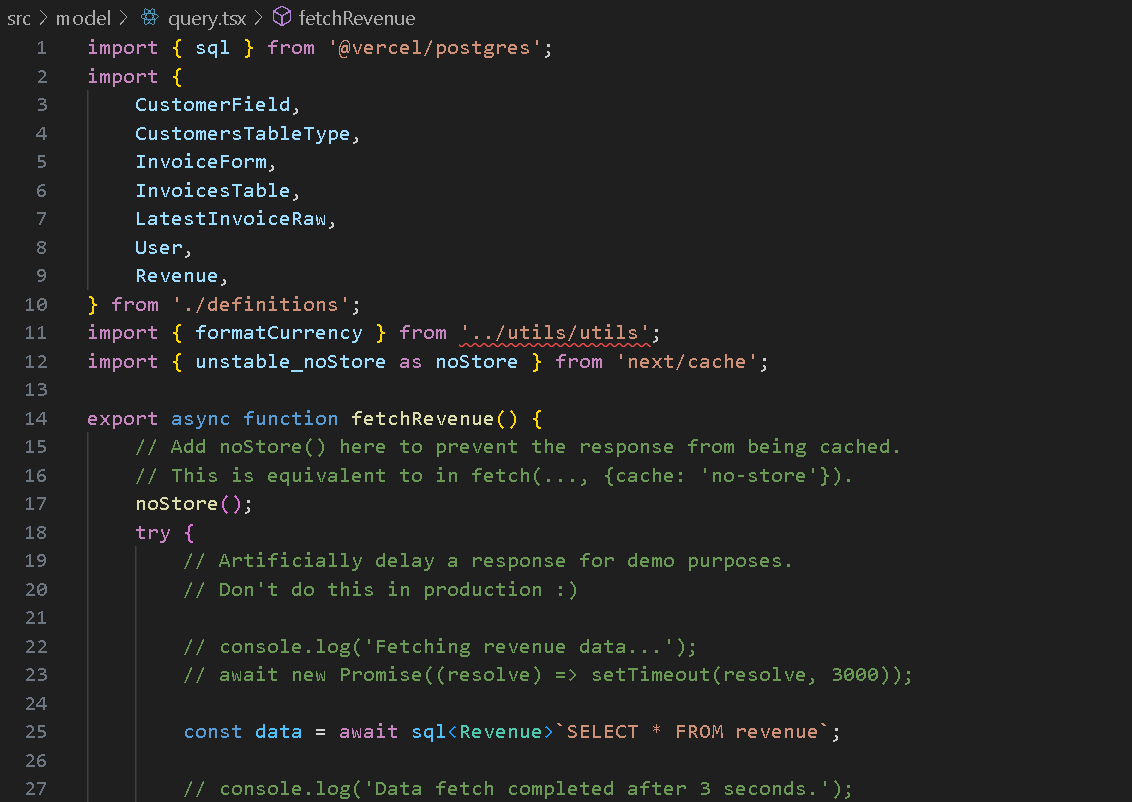 src > model > query.tsx > fetchRevenue
1 import { sql } from '@vercel/postgres';
2 import {
3 CustomerField,
4 CustomersTableType,
5 InvoiceForm,
6 InvoicesTable,
7 LatestInvoiceRaw,
8 User,
9 Revenue,
10 } from './definitions';
11 import { formatCurrency } from '../utils/utils';
12 import { unstable_noStore as noStore } from 'next/cache';
13
14 export async function fetchRevenue() {
15 // Add noStore() here to prevent the response from being cached.
16 // This is equivalent to in fetch(..., {cache: 'no-store'}).
17 noStore();
18 try {
19 // Artificially delay a response for demo purposes.
20 // Don't do this in production :)
21
22 // console.log('Fetching revenue data...');
23 // await new Promise((resolve) => setTimeout(resolve, 3000));
24
25 const data = await sql<Revenue>`SELECT * FROM revenue`;
26
27 // console.log('Data fetch completed after 3 seconds.');